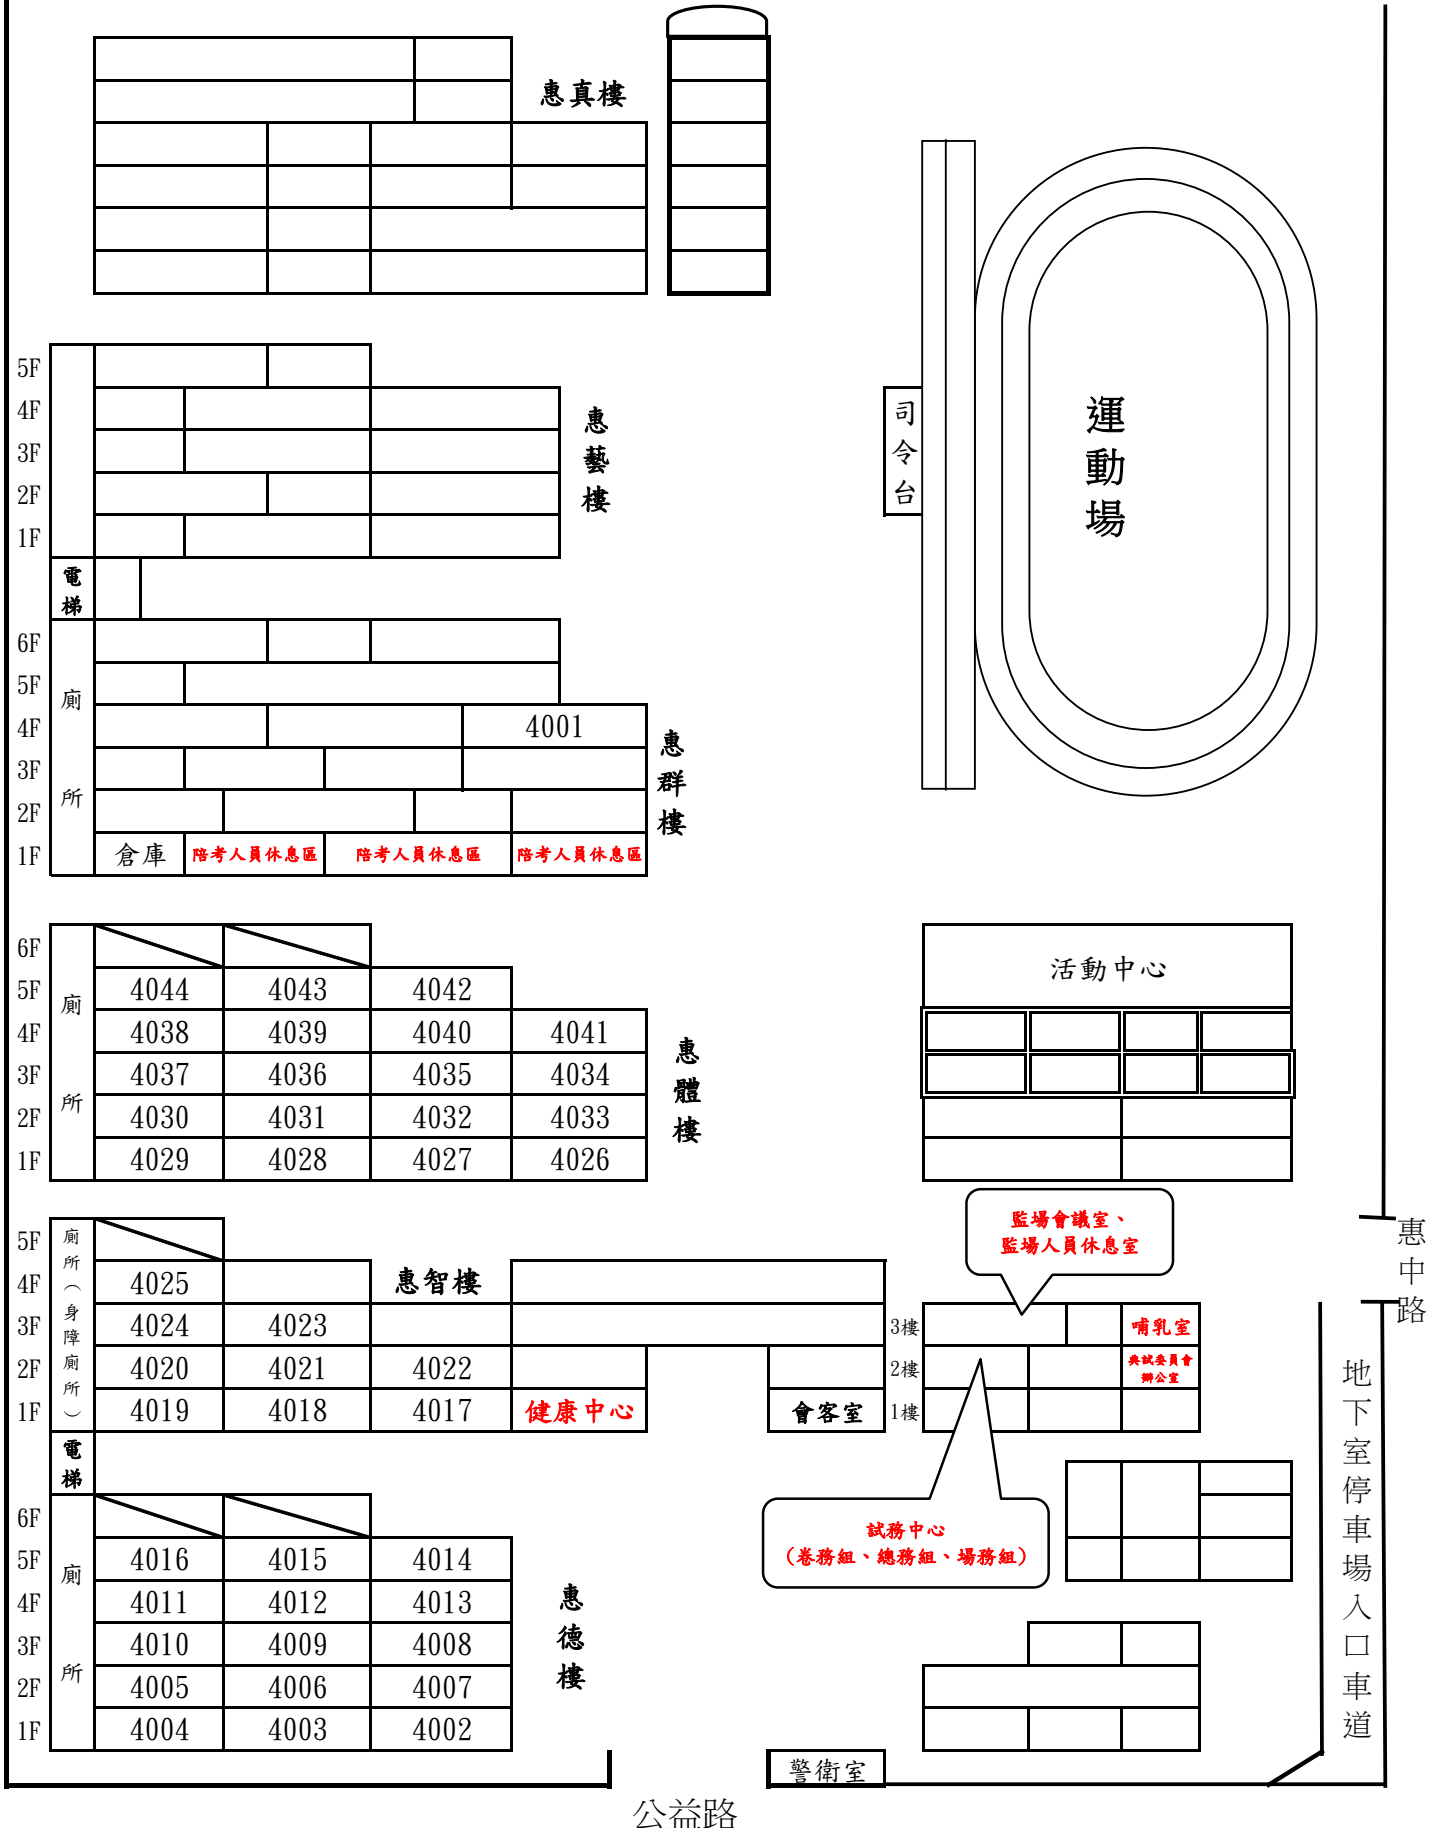 惠真樓
5F
4F
3F
2F
1F
惠藝樓
司令台
運動場
電梯
6F
5F
4F 4001
3F
2F
1F 倉庫 陪考人員休息區 陪考人員休息區 陪考人員休息區
廁所
惠群樓
6F
5F 4044 4043 4042
4F 4038 4039 4040 4041
3F 4037 4036 4035 4034
2F 4030 4031 4032 4033
1F 4029 4028 4027 4026
廁所
惠體樓
活動中心
監場會議室、
監場人員休息室
惠中路
5F
4F 4025 惠智樓
3F 4024 4023 3樓 哺乳室
2F 4020 4021 4022 2樓 典試委員會
辦公室
1F 4019 4018 4017 健康中心 會客室 1樓
廁所（身障廁所）
地下室停車場入口車道
電梯
試務中心
(卷務組、總務組、場務組)
6F
5F 4016 4015 4014
4F 4011 4012 4013
3F 4010 4009 4008
2F 4005 4006 4007
1F 4004 4003 4002
廁所
惠德樓
警衛室
公益路